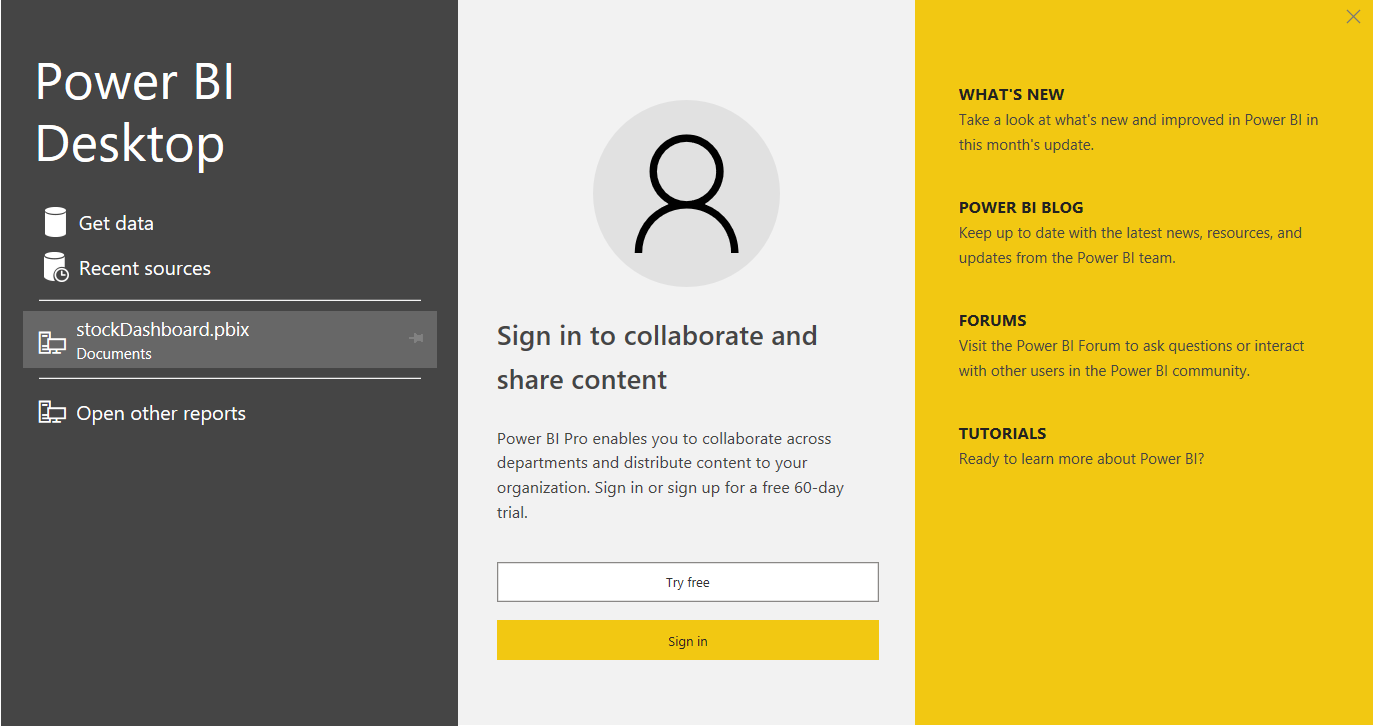 Power BI
Desktop
Get data
Recent sources
stockDashboard.pbix
Documents
Open other reports
Sign in to collaborate and
share content
Power BI Pro enables you to collaborate across
departments and distribute content to your
organization. Sign in or sign up for a free 60-day
trial.
Try free
Sign in
WHAT'S NEW
Take a look at what's new and improved in Power BI in
this month's update.
POWER BI BLOG
Keep up to date with the latest news, resources, and
updates from the Power BI team.
FORUMS
Visit the Power BI Forum to ask questions or interact
with other users in the Power BI community.
TUTORIALS
Ready to learn more about Power BI?